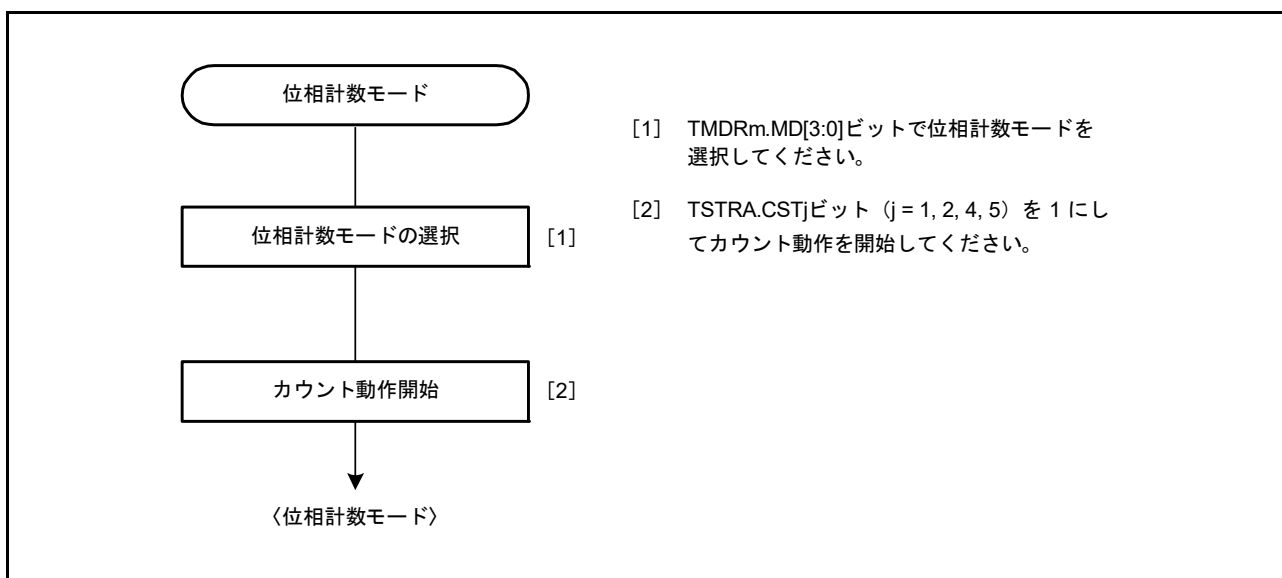 位相計数モード
位相計数モードの選択 [1]
カウント動作開始 [2]
〈位相計数モード〉
[1] TMDRm.MD[3:0]ビットで位相計数モードを
選択してください。
[2] TSTRA.CSTjビット（j = 1, 2, 4, 5）を 1 にし
てカウント動作を開始してください。